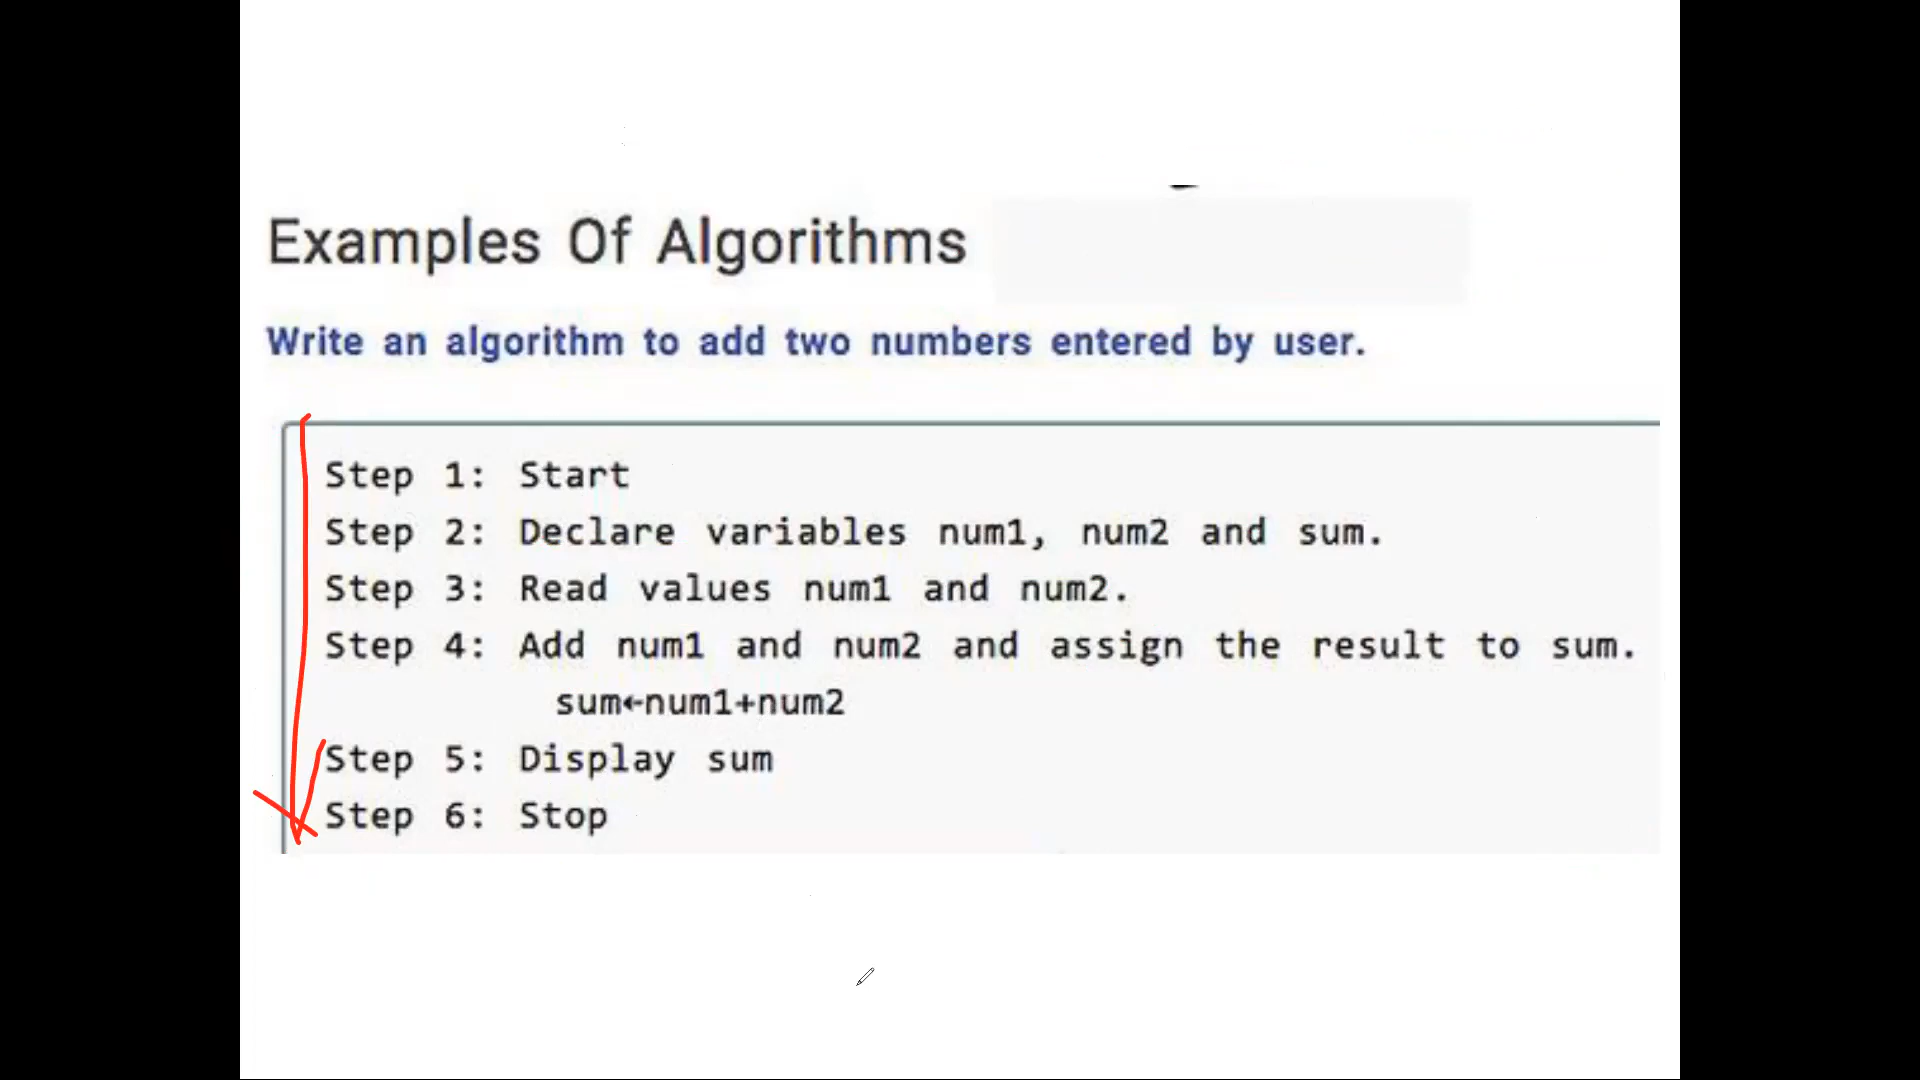 Examples Of Algorithms
Write an algorithm to add two numbers entered by user.
Step 1: Start
Step 2: Declare variables num1, num2 and sum.
Step 3: Read values num1 and num2.
Step 4: Add num1 and num2 and assign the result to sum.
sum←num1+num2
Step 5: Display sum
Step 6: Stop